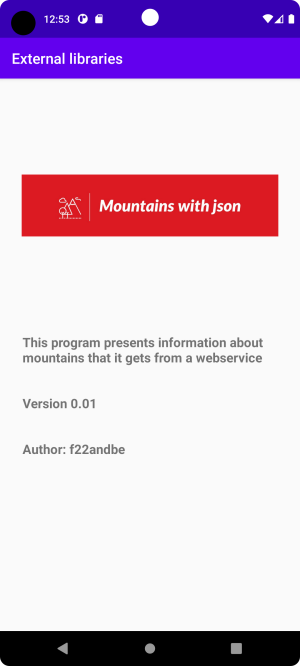 12:53
External libraries
Mountains with json
This program presents information about
mountains that it gets from a webservice
Version 0.01
Author: f22andbe